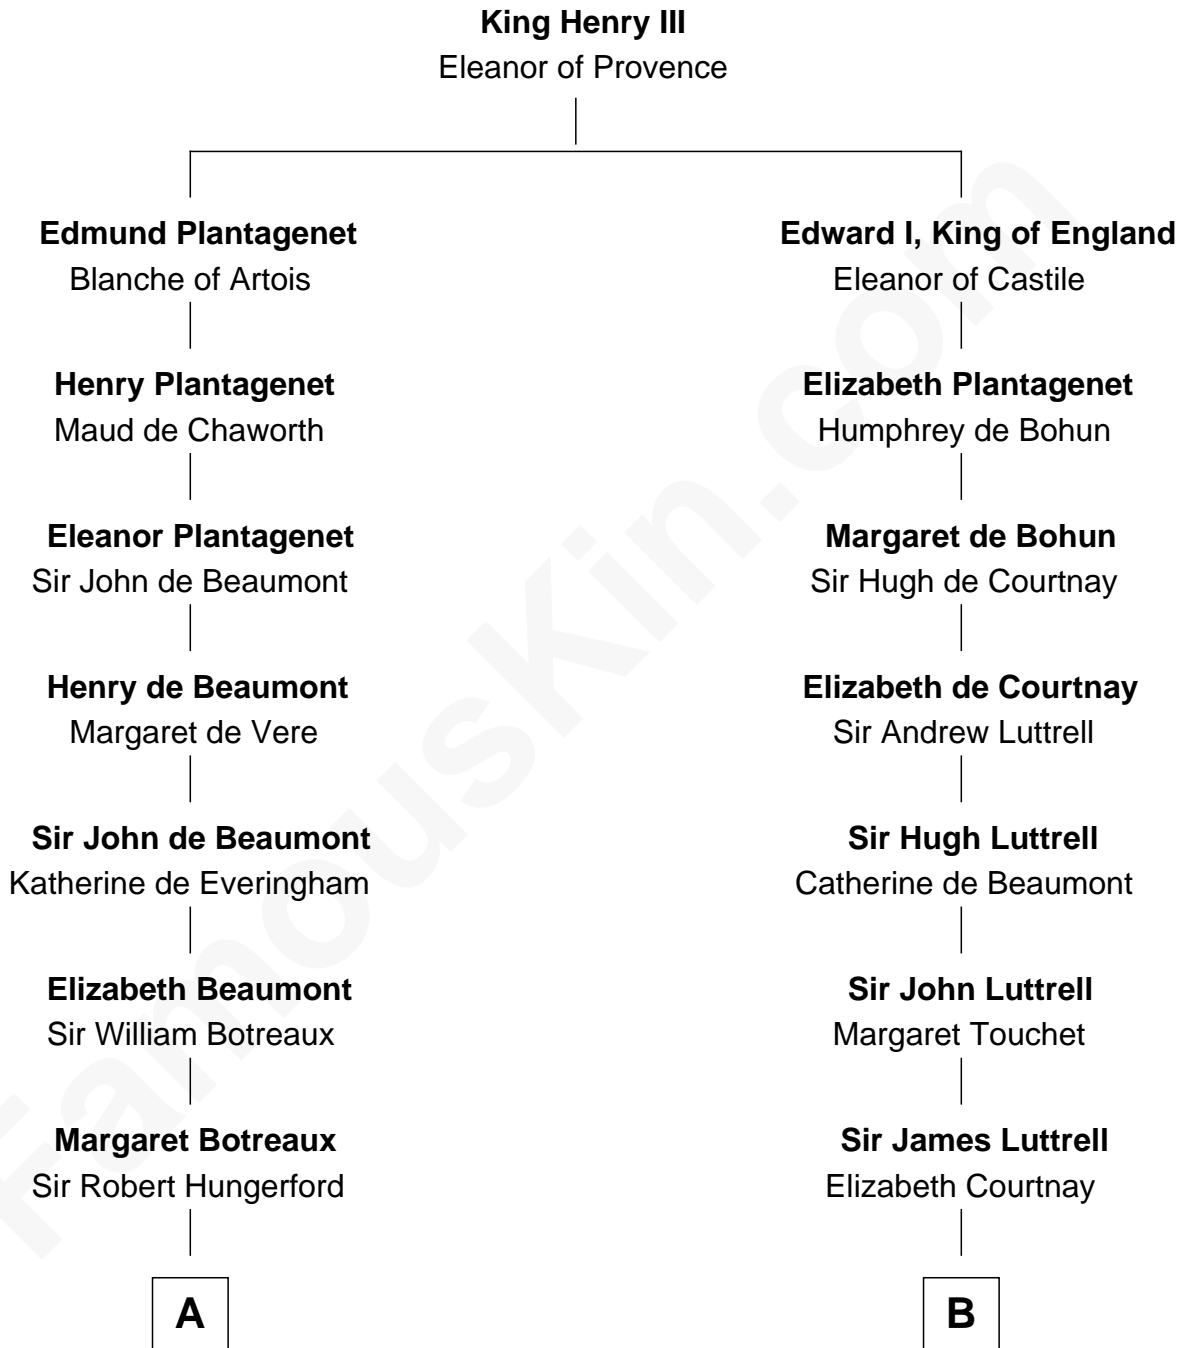 King Henry III
Eleanor of Provence
Edmund Plantagenet
Blanche of Artois
Henry Plantagenet
Maud de Chaworth
Eleanor Plantagenet
Sir John de Beaumont
Henry de Beaumont
Margaret de Vere
Sir John de Beaumont
Katherine de Everingham
Elizabeth Beaumont
Sir William Botreaux
Margaret Botreaux
Sir Robert Hungerford
A
Edward I, King of England
Eleanor of Castile
Elizabeth Plantagenet
Humphrey de Bohun
Margaret de Bohun
Sir Hugh de Courtnay
Elizabeth de Courtnay
Sir Andrew Luttrell
Sir Hugh Luttrell
Catherine de Beaumont
Sir John Luttrell
Margaret Touchet
Sir James Luttrell
Elizabeth Courtnay
B
FamousKin.com